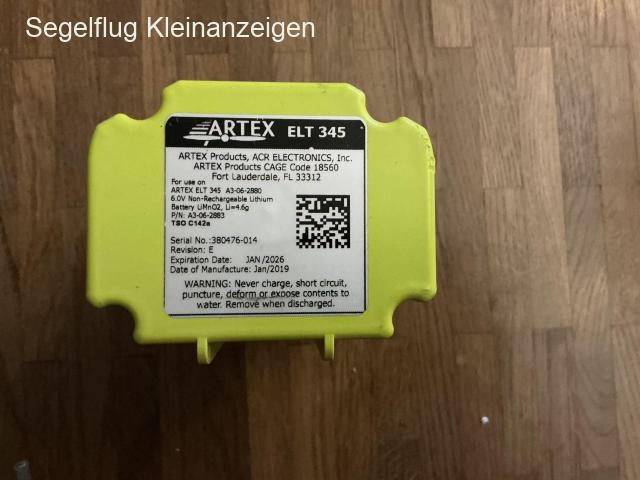 Segelflug Kleinanzeigen
ARTEX ELT 345
ARTEX Products, ACR ELECTRONICS, Inc.
ARTEX Products CAGE Code 18560
Fort Lauderdale, FL 33312
For use on
ARTEX ELT 345 A3-06-2880
6.0V Non-Rechargeable Lithium
Battery LiMnO2, Li=4.6g
P/N: A3-06-2883
TSO C142a
Serial No.:380476-014
Revision: E
Expiration Date: JAN/2026
Date of Manufacture: Jan/2019
WARNING: Never charge, short circuit,
puncture, deform or expose contents to
water. Remove when discharged.